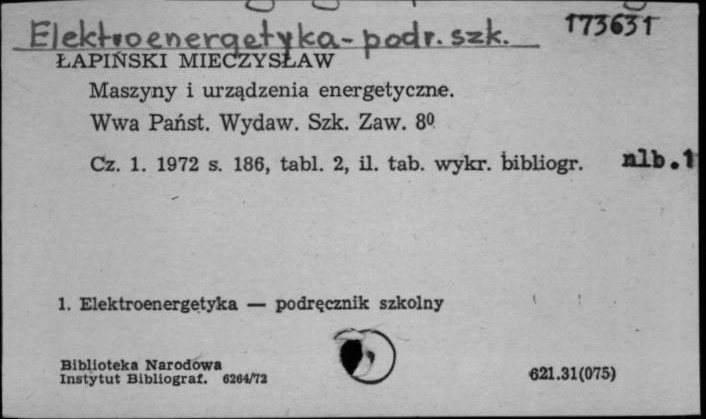 Elektroenergetyka - podr. szk. 173631
ŁAPIŃSKI MIECZYSŁAW
Maszyny i urządzenia energetyczne.
Wwa Państ. Wydaw. Szk. Zaw. 8º
Cz. 1. 1972 s. 186, tabl. 2, il. tab. wykr. bibliogr. nlb. 1
1. Elektroenergetyka — podręcznik szkolny
Biblioteka Narodowa
Instytut Bibliograf. 6264/72 621.31(075)